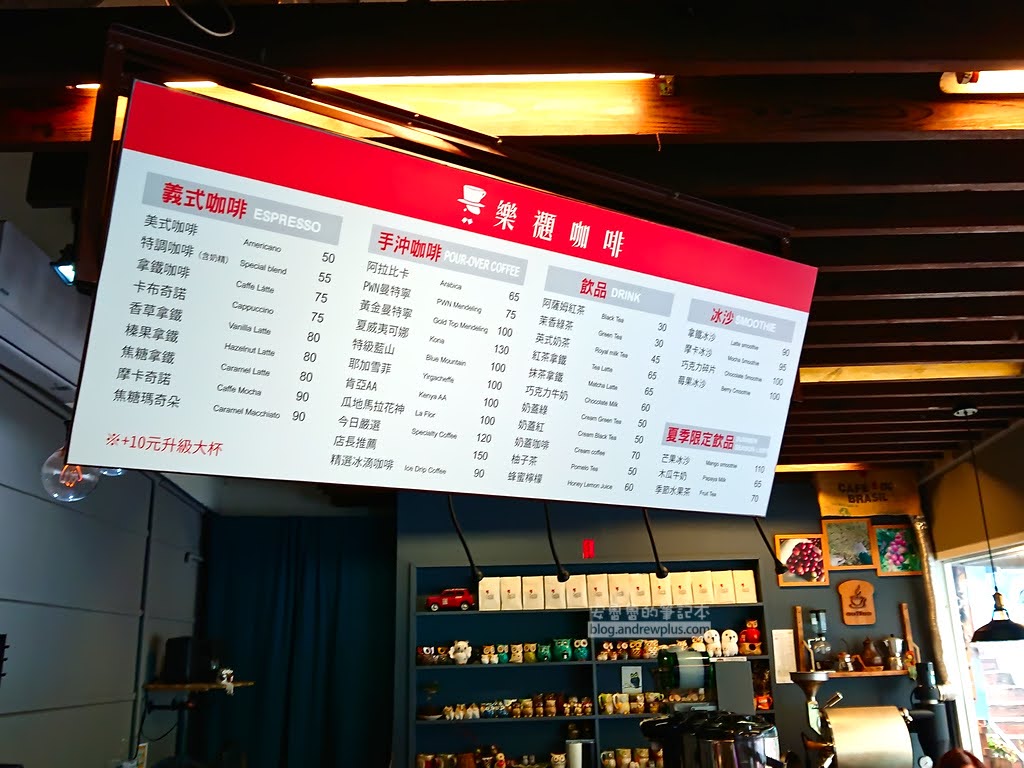 樂趣咖啡
義式咖啡 ESPRESSO
美式咖啡 Americano 50
特調咖啡(含奶精) Special blend 55
拿鐵咖啡 Caffe Látte 75
卡布奇諾 Cappuccino 75
香草拿鐵 Vanilla Latte 80
榛果拿鐵 Hazelnut Latte 80
焦糖拿鐵 Caramel Latte 80
摩卡奇諾 Caffe Mocha 90
焦糖瑪奇朵 Caramel Macchiato 90
※+10元升級大杯
手沖咖啡 POUR-OVER COFFEE
阿拉比卡 Arabica 65
PWN曼特寧 PWN Mendeling 75
黃金曼特寧 Gold Top Mendeling 100
夏威夷可娜 Kona 130
特級藍山 Blue Mountain 100
耶加雪菲 Yirgacheffe 100
肯亞AA Kenya AA 100
瓜地馬拉花神 La Flor 100
今日嚴選 Specialty Coffee 120
店長推薦 150
精選冰滴咖啡 Ice Drip Coffee 90
飲品 DRINK
阿薩姆紅茶 Black Tea 30
茉香綠茶 Green Tea 30
英式奶茶 Royal milk Tea 45
紅茶拿鐵 Tea Latte 65
抹茶拿鐵 Matcha Latte 65
巧克力牛奶 Chocolate Milk 60
奶蓋綠 Cream Green Tea 50
奶蓋紅 Cream Black Tea 50
奶蓋咖啡 Cream coffee 70
柚子茶 Pomelo Tea 50
蜂蜜檸檬 Honey Lemon Juice 60
冰沙 SMOOTHIE
拿鐵冰沙 Latte smoothie 90
摩卡冰沙 Mocha Smoothie 95
巧克力碎片 Chocolate Smoothie 100
莓果冰沙 Berry Smoothie 100
夏季限定飲品
芒果冰沙 Mango smoothie 110
木瓜牛奶 Papaya Milk 65
季節水果茶 Fruit Tea 70
CAFE DO
BRASIL
安露露的筆記本
blog.andrewplus.com